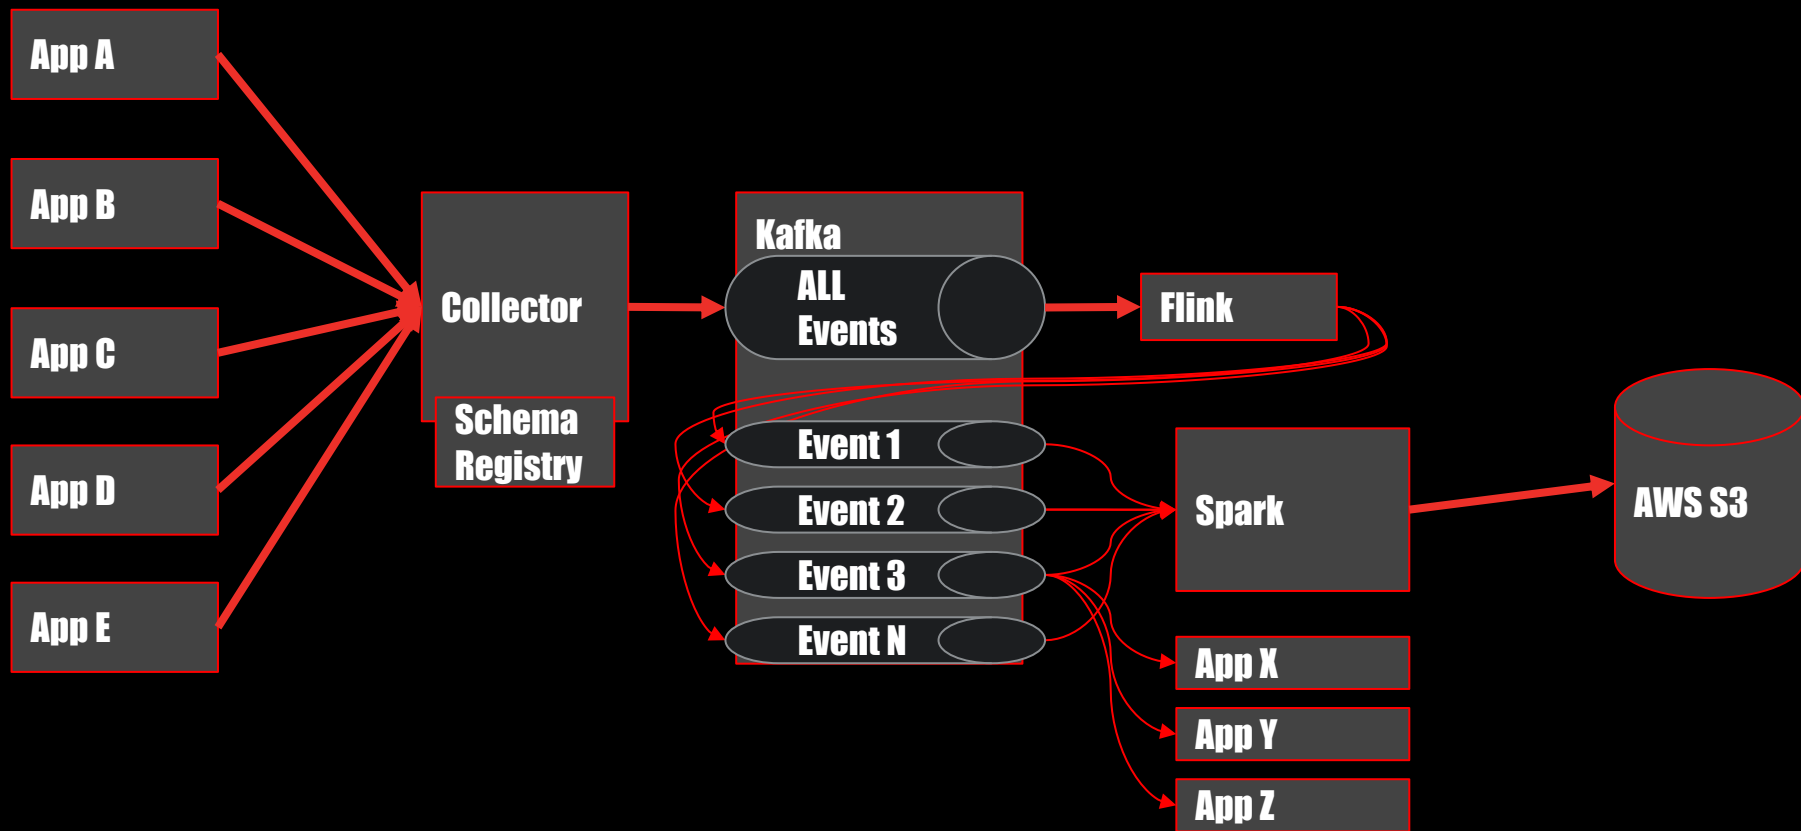 App A
App B
App C
App D
App E
Collector
Schema
Registry
Kafka
ALL
Events
Event 1
Event 2
Event 3
Event N
Flink
Spark
App X
App Y
App Z
AWS S3